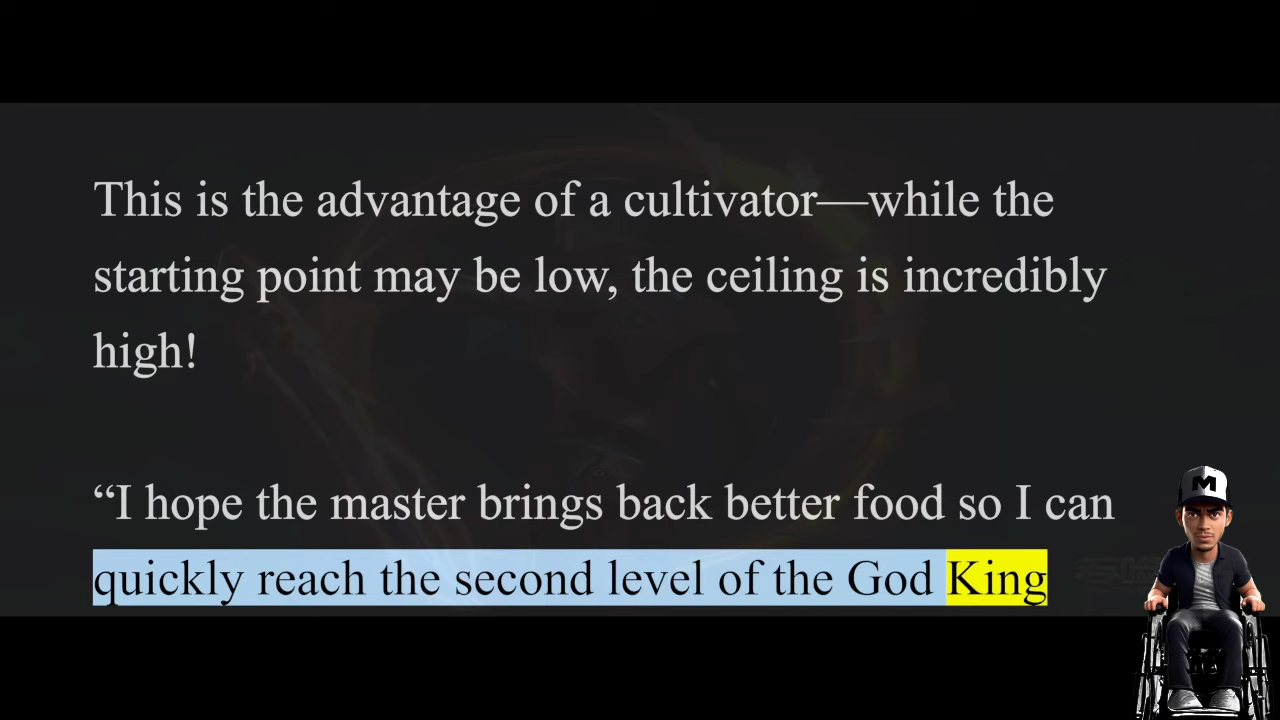 This is the advantage of a cultivator—while the
starting point may be low, the ceiling is incredibly
high!
“I hope the master brings back better food so I can
quickly reach the second level of the God King
M